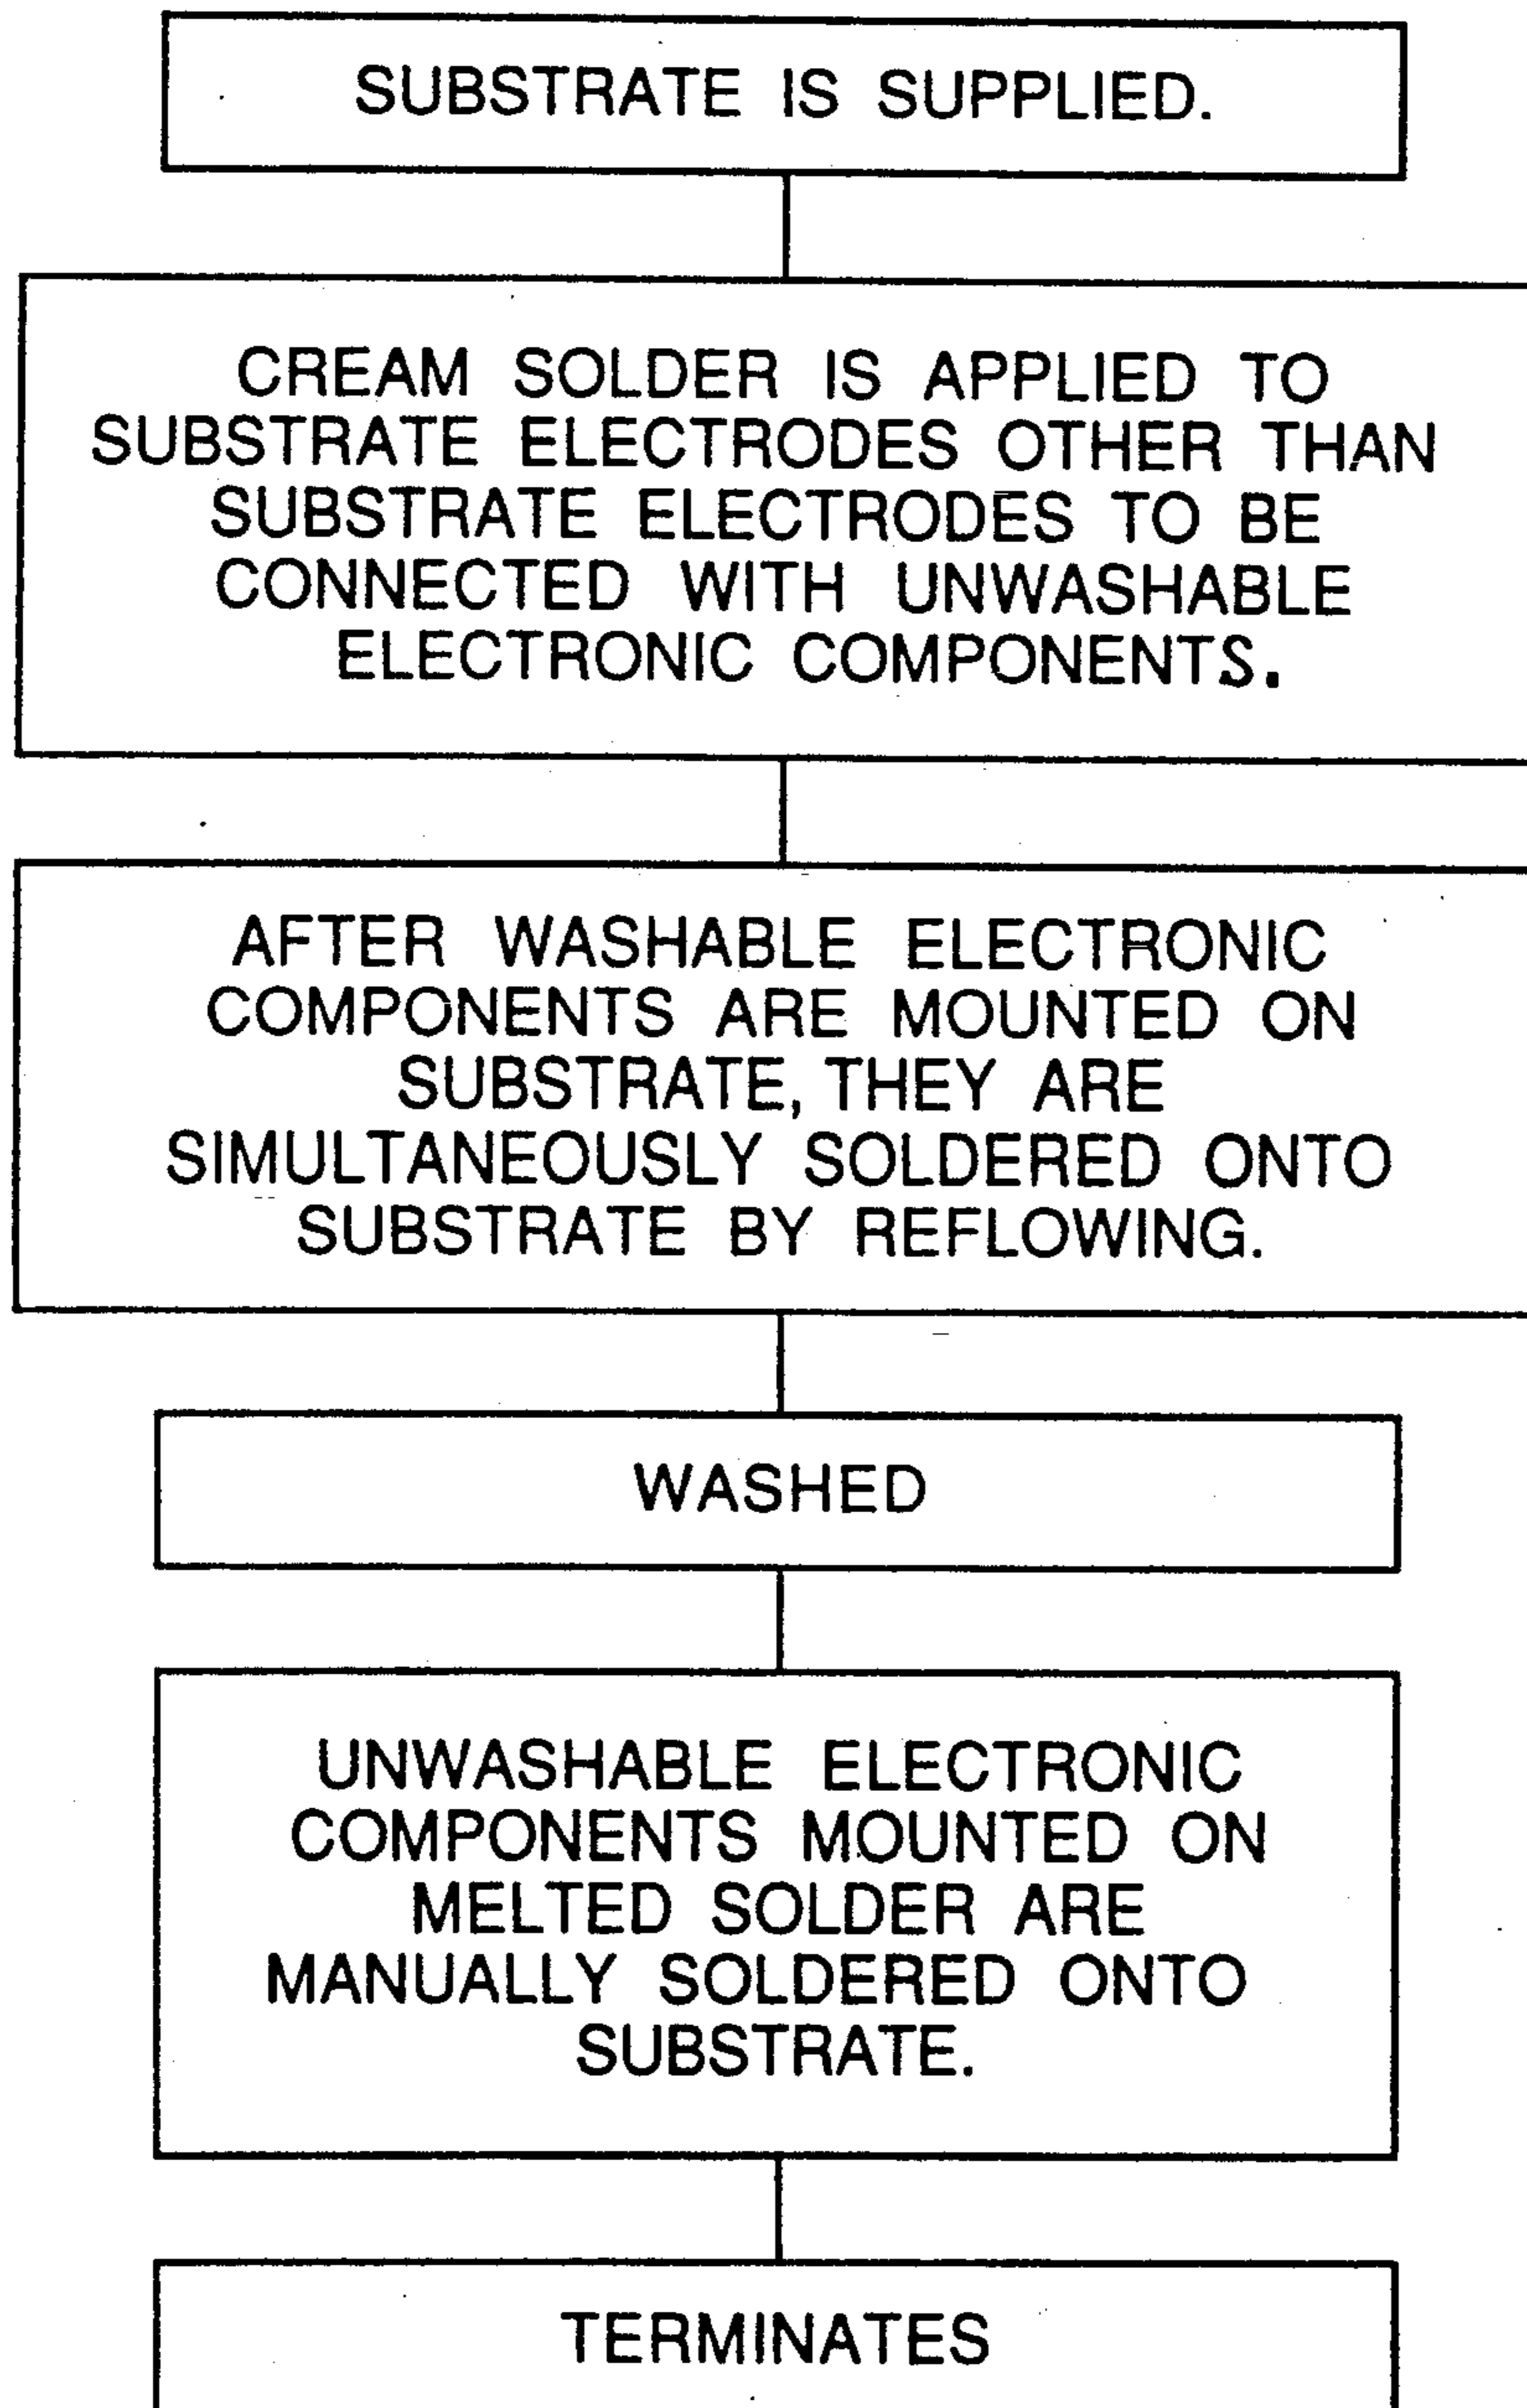 SUBSTRATE IS SUPPLIED.
CREAM SOLDER IS APPLIED TO
SUBSTRATE ELECTRODES OTHER THAN
SUBSTRATE ELECTRODES TO BE
CONNECTED WITH UNWASHABLE
ELECTRONIC COMPONENTS.
AFTER WASHABLE ELECTRONIC
COMPONENTS ARE MOUNTED ON
SUBSTRATE, THEY ARE
SIMULTANEOUSLY SOLDERED ONTO
SUBSTRATE BY REFLOWING.
WASHED
UNWASHABLE ELECTRONIC
COMPONENTS MOUNTED ON
MELTED SOLDER ARE
MANUALLY SOLDERED ONTO
SUBSTRATE.
TERMINATES